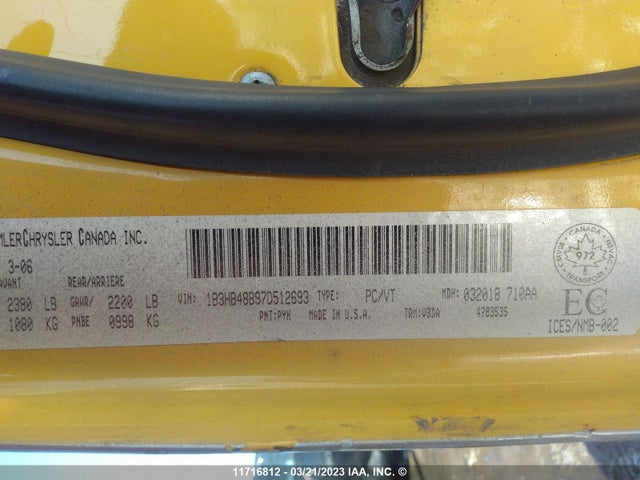 MLERCHRYSLER CANADA INC.
3-06
AVANT REAR/ARRIERE
2380 LB GAWR/ 2200 LB
1080 KG PNBE 0998 KG
VIN: 1B3HB48B97D512693 TYPE: PC/VT MDH: 032018 710AA
PNT:PYH MADE IN U.S.A. TRM:V8DA 4783535
CANADA
972
TRANSPORT
EC
ICES/NMB-002
11716812 - 03/21/2023 IAA, INC. ©